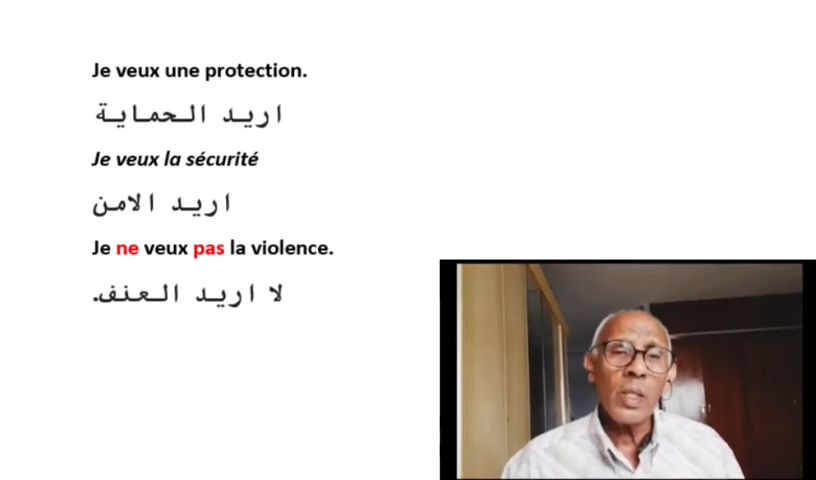 Je veux une protection.
اريد الحماية
Je veux la sécurité
اريد الامن
Je ne veux pas la violence.
لا اريد العنف.